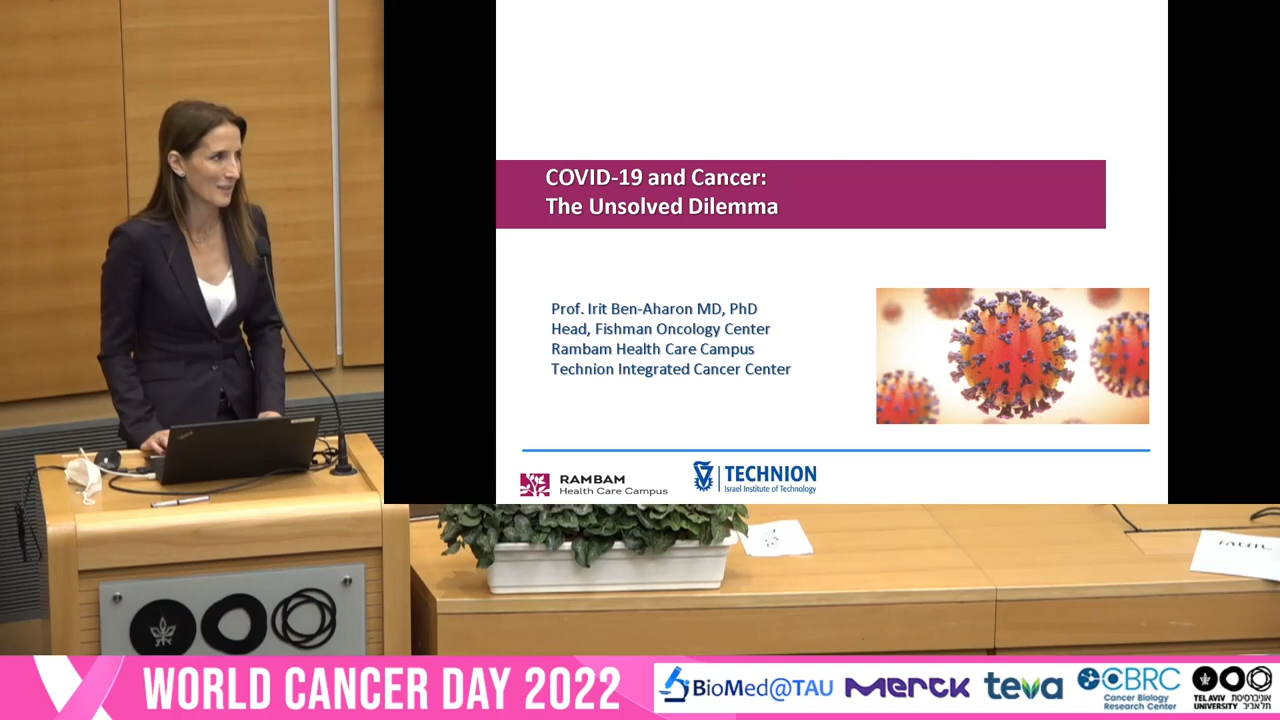 COVID-19 and Cancer:
The Unsolved Dilemma
Prof. Irit Ben-Aharon MD, PhD
Head, Fishman Oncology Center
Rambam Health Care Campus
Technion Integrated Cancer Center
RAMBAM
Health Care Campus
TECHNION
Israel Institute of Technology
WORLD CANCER DAY 2022
BioMed@TAU
MERCK
teva
CBRC
Cancer Biology
Research Center
TEL AVIV אוניברסיטת
UNIVERSITY תל אביב